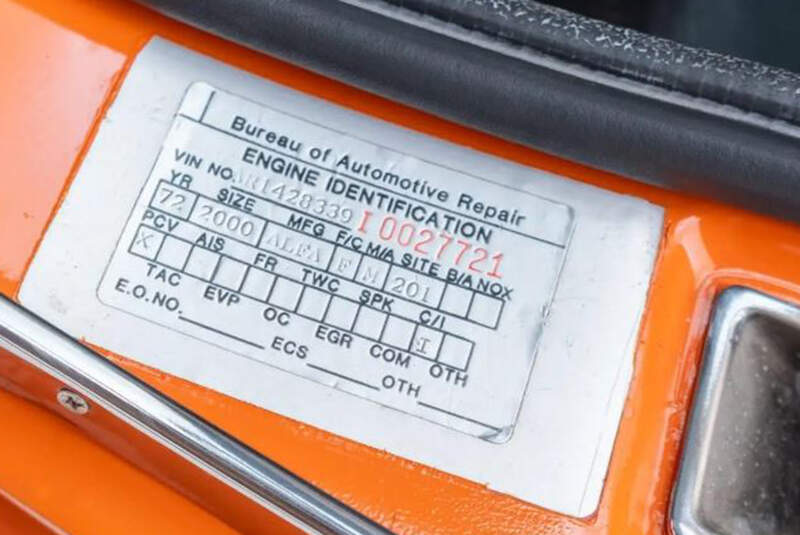 Bureau of Automotive Repair
ENGINE IDENTIFICATION
VIN NO. AR1428339 I 0027721
YR SIZE MFG F/C M/A SITE B/A NOX
72 2000 ALFA F M 201
PCV AIS FR TWC SPK C/I
X I
TAC EVP OC EGR COM OTH
E.O.NO. ECS OTH